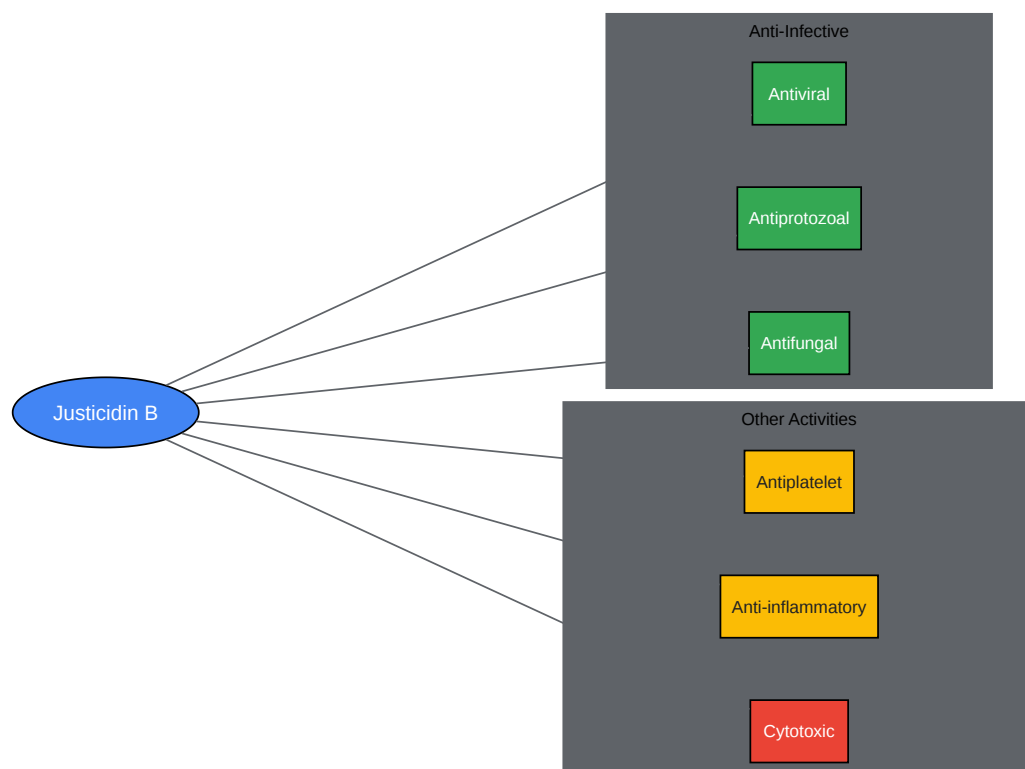 Anti-Infective
Antiviral
Antiprotozoal
Antifungal
Justicidin B
Other Activities
Antiplatelet
Anti-inflammatory
Cytotoxic